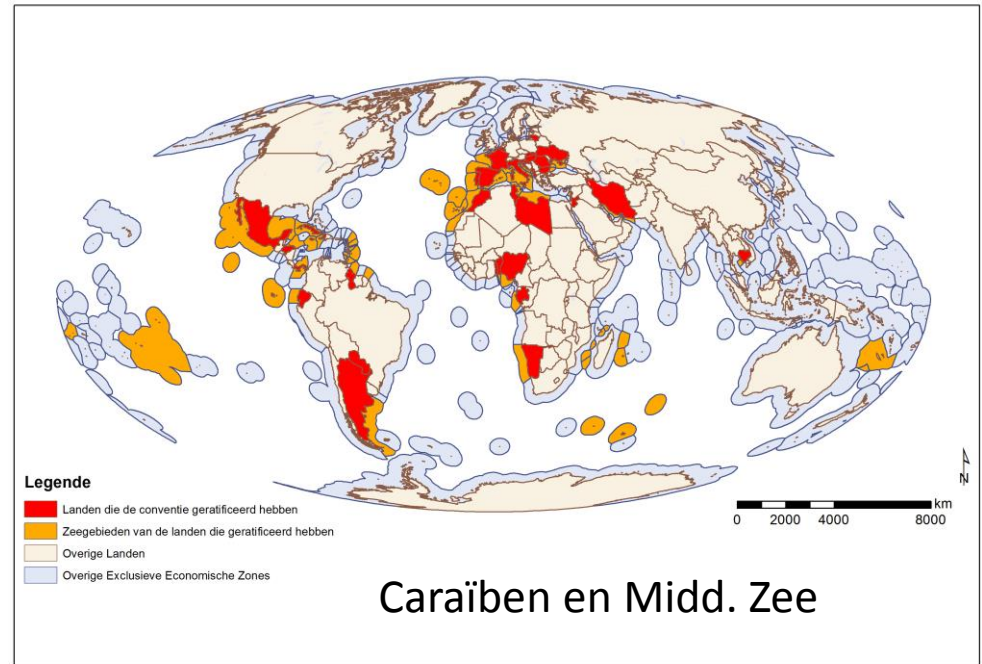 Legende
Landen die de conventie geratificeerd hebben
Zeegebieden van de landen die geratificeerd hebben
Overige Landen
Overige Exclusieve Economische Zones
N
km
0 2000 4000 8000
Caraïben en Midd. Zee